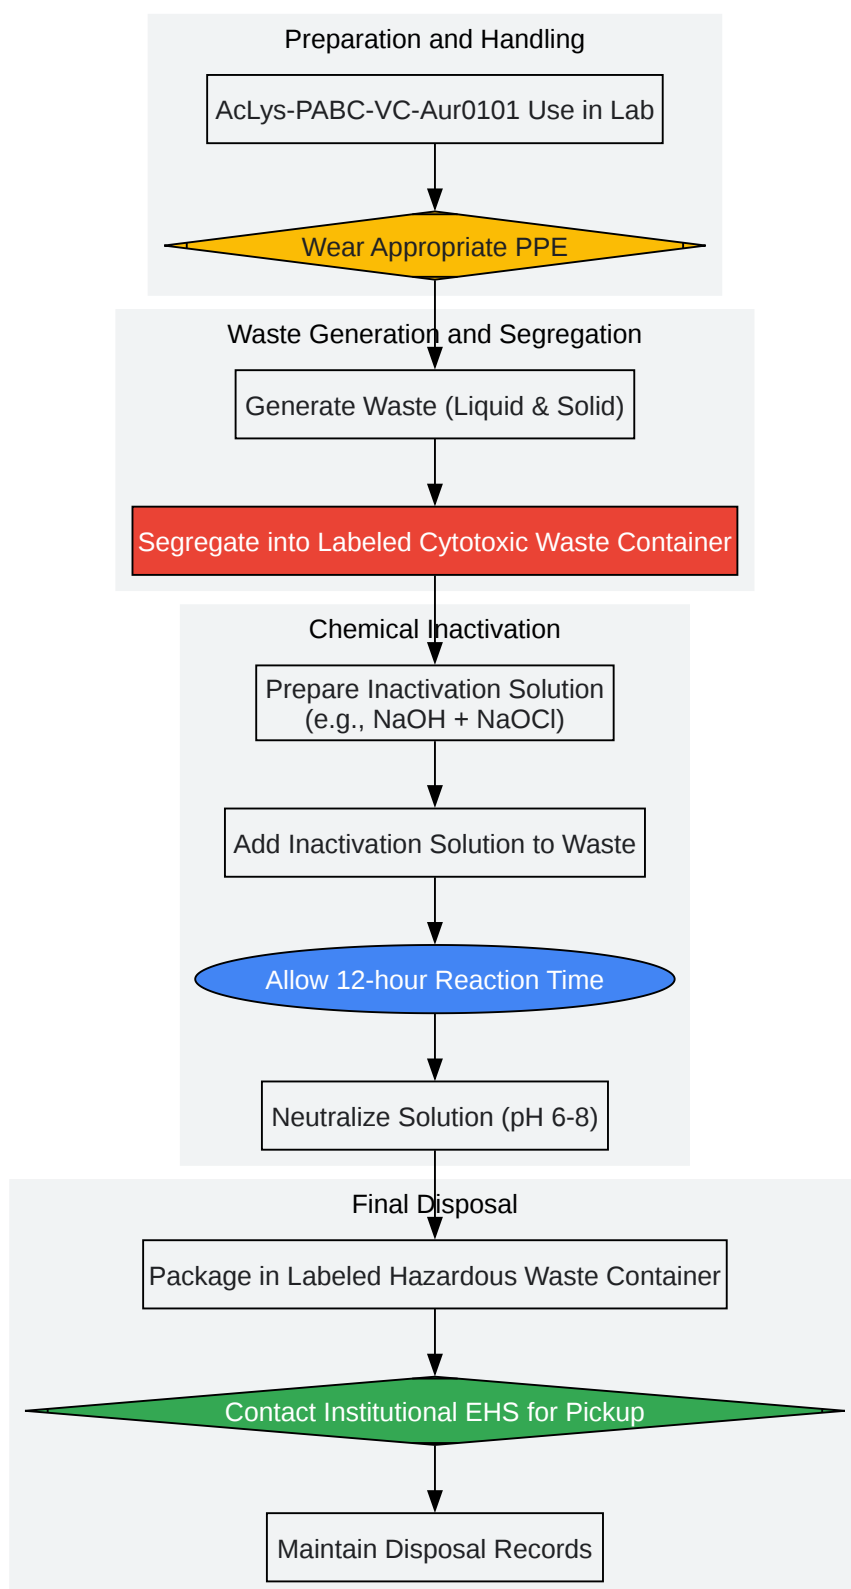 Preparation and Handling
AcLys-PABC-VC-Aur0101 Use in Lab
Wear Appropriate PPE
Waste Generation and Segregation
Generate Waste (Liquid & Solid)
Segregate into Labeled Cytotoxic Waste Container
Chemical Inactivation
Prepare Inactivation Solution
(e.g., NaOH + NaOCl)
Add Inactivation Solution to Waste
Allow 12-hour Reaction Time
Neutralize Solution (pH 6-8)
Final Disposal
Package in Labeled Hazardous Waste Container
Contact Institutional EHS for Pickup
Maintain Disposal Records